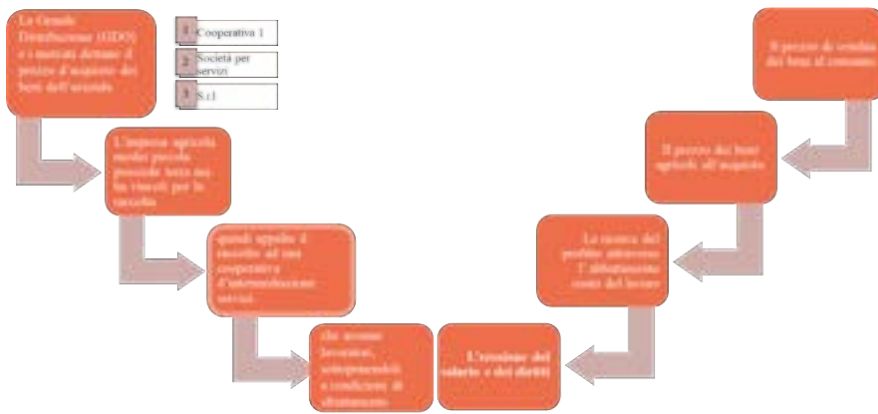 La Grande
Distribuzione (GDO)
e i mercati dettano il
prezzo d'acquisto dei
beni dell'azienda
1 Cooperativa 1
2 Società per
servizi
3 S.r.l
L'impresa agricola
medio piccola
possiede terra ma
ha vincoli per la
raccolta
quindi appalta il
raccolto ad una
cooperativa
d'intermediazione
servizi
che assume
lavoratori,
sottoponendoli
a condizioni di
sfruttamento
Il prezzo di vendita
dei beni al consumo
Il prezzo dei beni
agricoli all'acquisto
La ricerca del
profitto attraverso
l'abbattimento
costi del lavoro
L'erosione del
salario e dei diritti